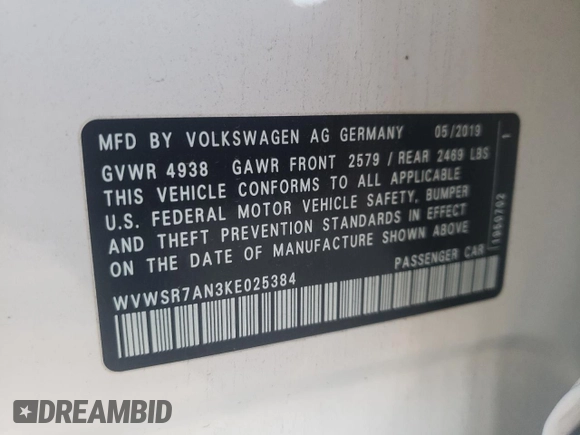 MFD BY VOLKSWAGEN AG GERMANY 05/2019
GVWR 4938 GAWR FRONT 2579 / REAR 2469 LBS
THIS VEHICLE CONFORMS TO ALL APPLICABLE
U.S. FEDERAL MOTOR VEHICLE SAFETY, BUMPER
AND THEFT PREVENTION STANDARDS IN EFFECT
ON THE DATE OF MANUFACTURE SHOWN ABOVE
WVWSR7AN3KE025384 PASSENGER CAR
1950702 1
DREAMBID